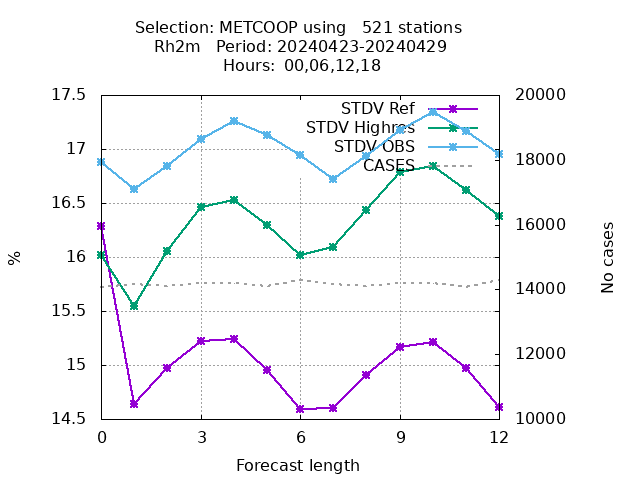 Selection: METCOOP using   521 stations
Rh2m   Period: 20240423-20240429
Hours:  00,06,12,18
STDV Ref
STDV Highres
STDV OBS
CASES
17.5
17
16.5
16
15.5
15
14.5
%
20000
18000
16000
14000
12000
10000
No cases
0 3 6 9 12
Forecast length